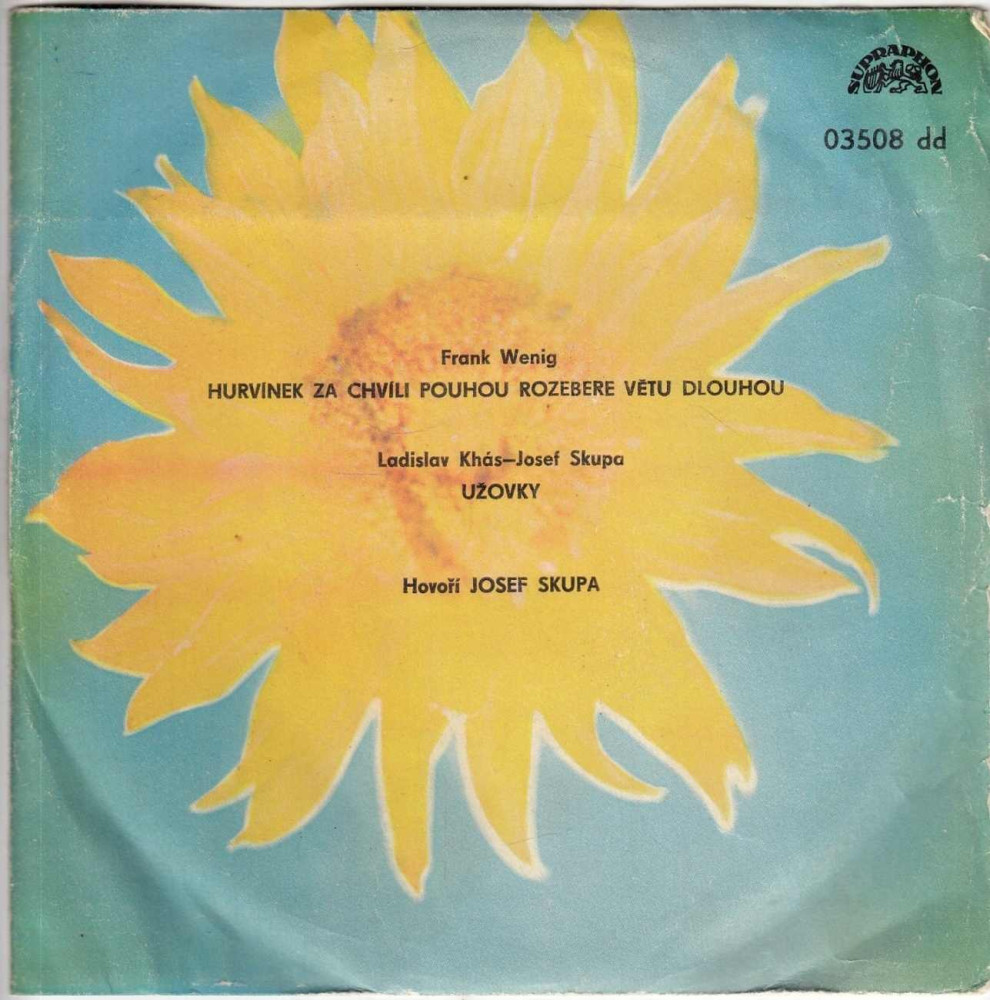 SUPRAPHON
03508 dd
Frank Wenig
HURVÍNEK ZA CHVÍLI POUHOU ROZEBERE VĚTU DLOUHOU
Ladislav Khás–Josef Skupa
UŽOVKY
Hovoří JOSEF SKUPA